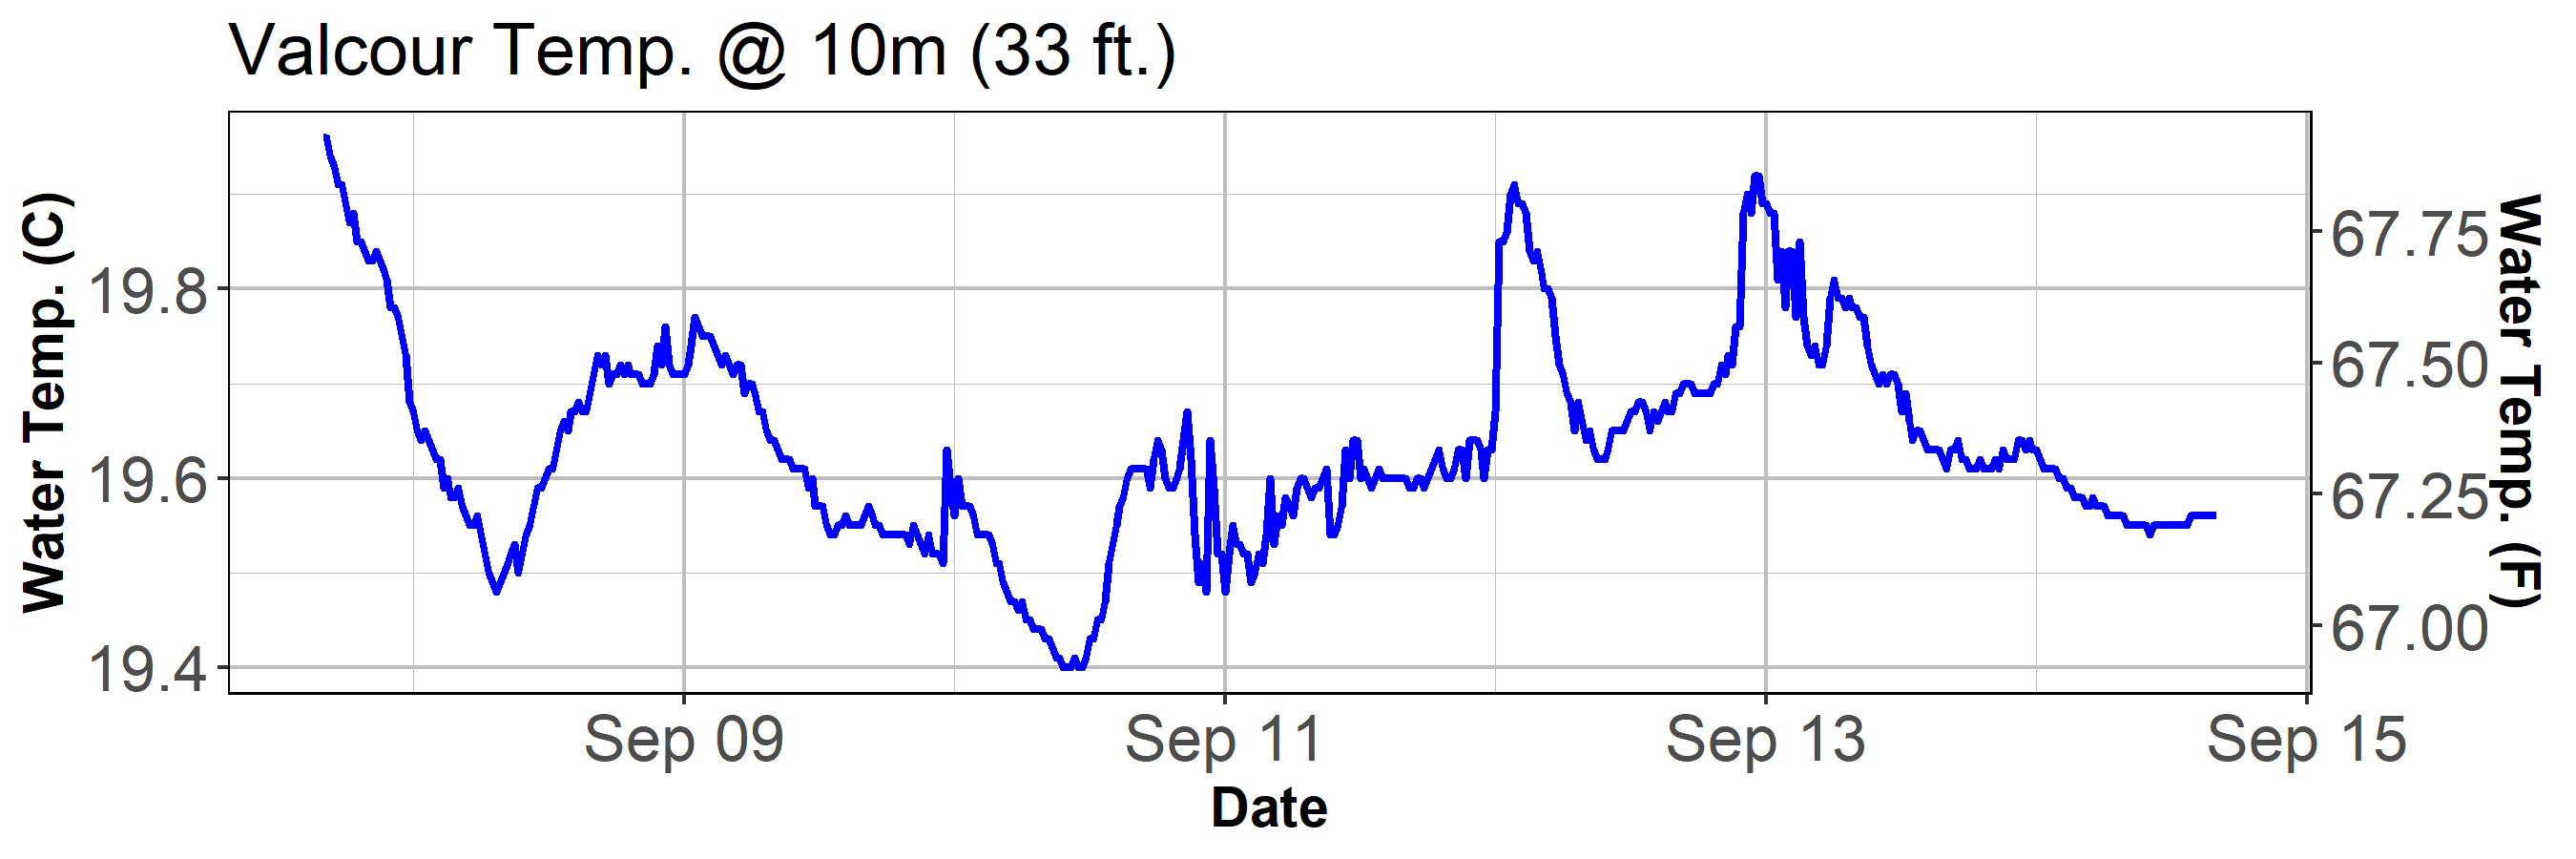 Valcour Temp. @ 10m (33 ft.)
Water Temp. (C)
19.8
19.6
19.4
67.75
67.50
67.25
67.00
Water Temp. (F)
Sep 09
Sep 11
Sep 13
Sep 15
Date